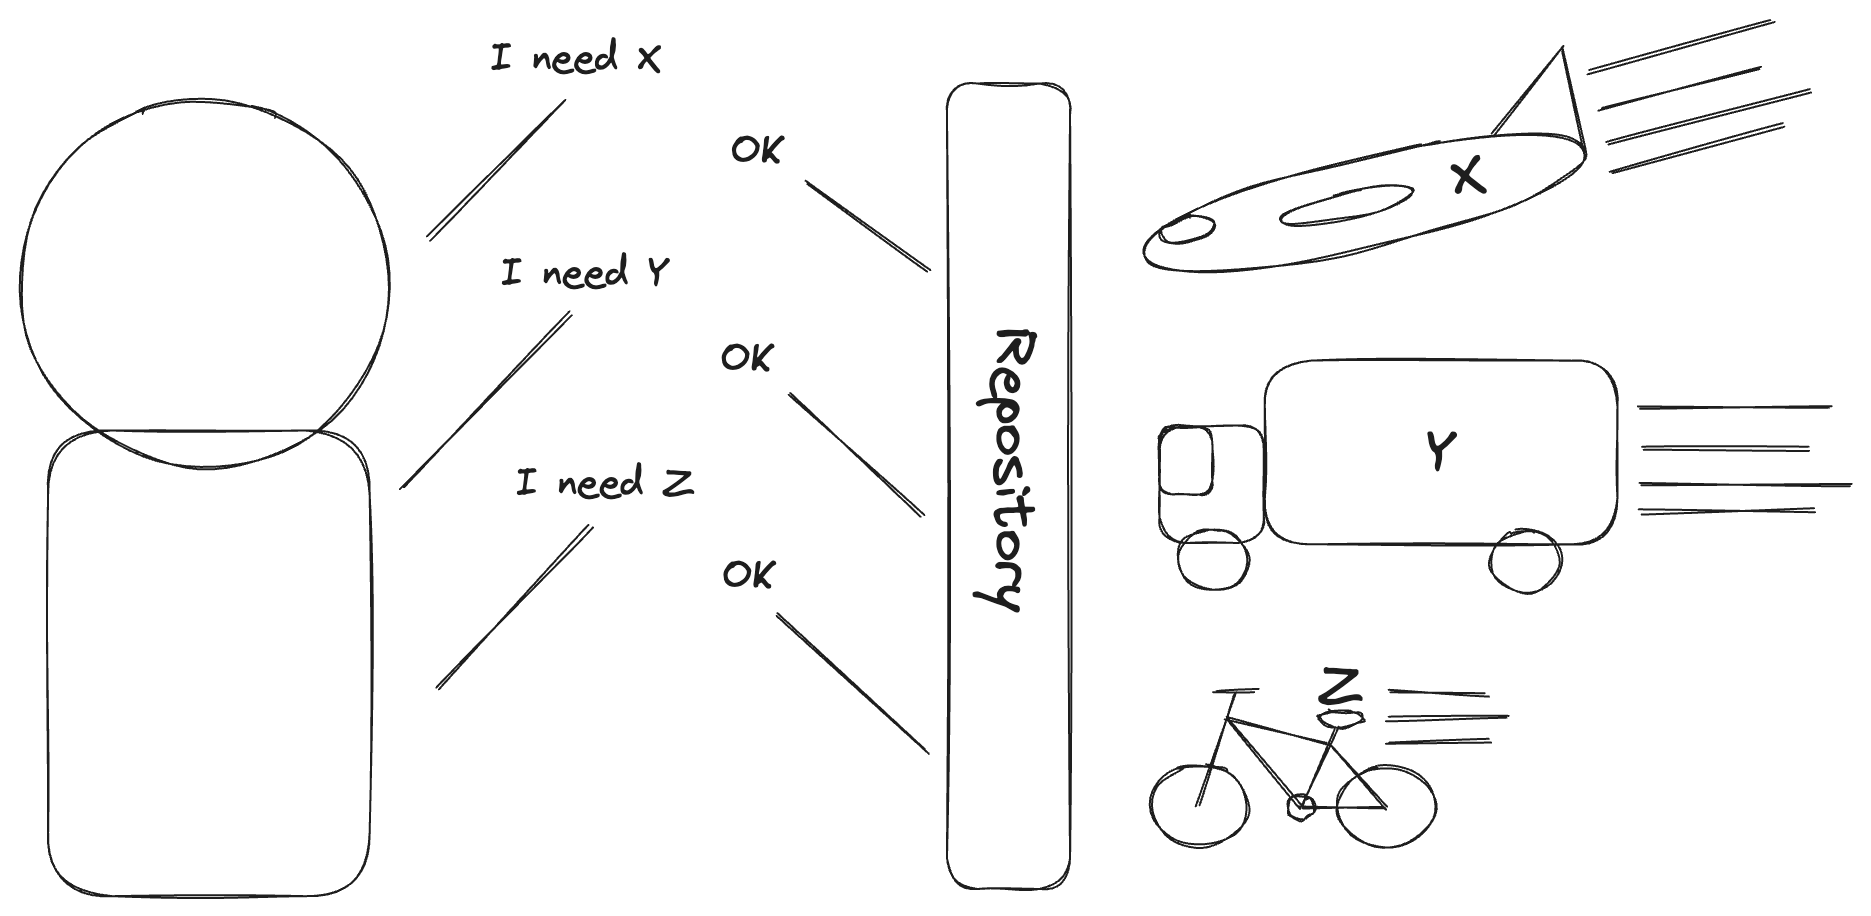 I need X
OK
I need Y
OK
I need Z
OK
Repository
X
Y
Z